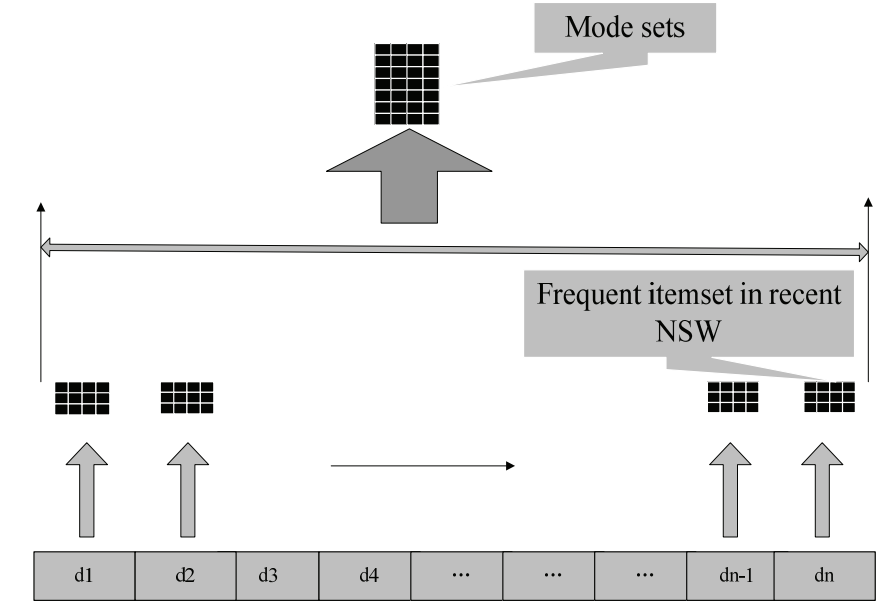 Mode sets
Frequent itemset in recent
NSW
d1 d2 d3 d4 ... ... ... dn-1 dn